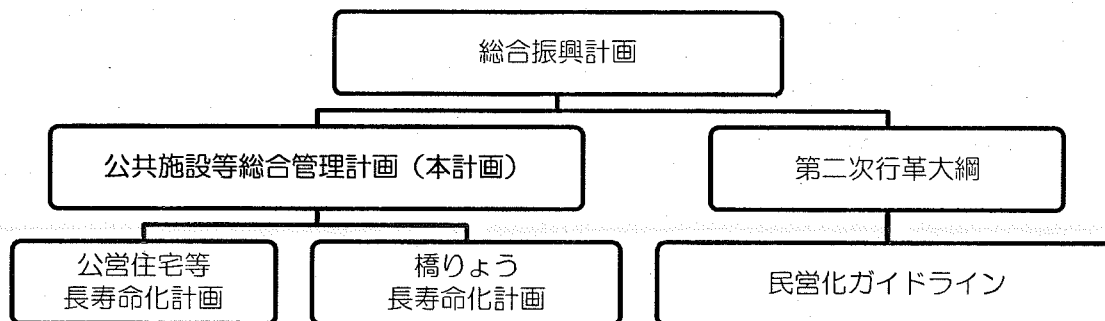 総合振興計画
公共施設等総合管理計画（本計画）
第二次行革大綱
公営住宅等
長寿命化計画
橋りょう
長寿命化計画
民営化ガイドライン